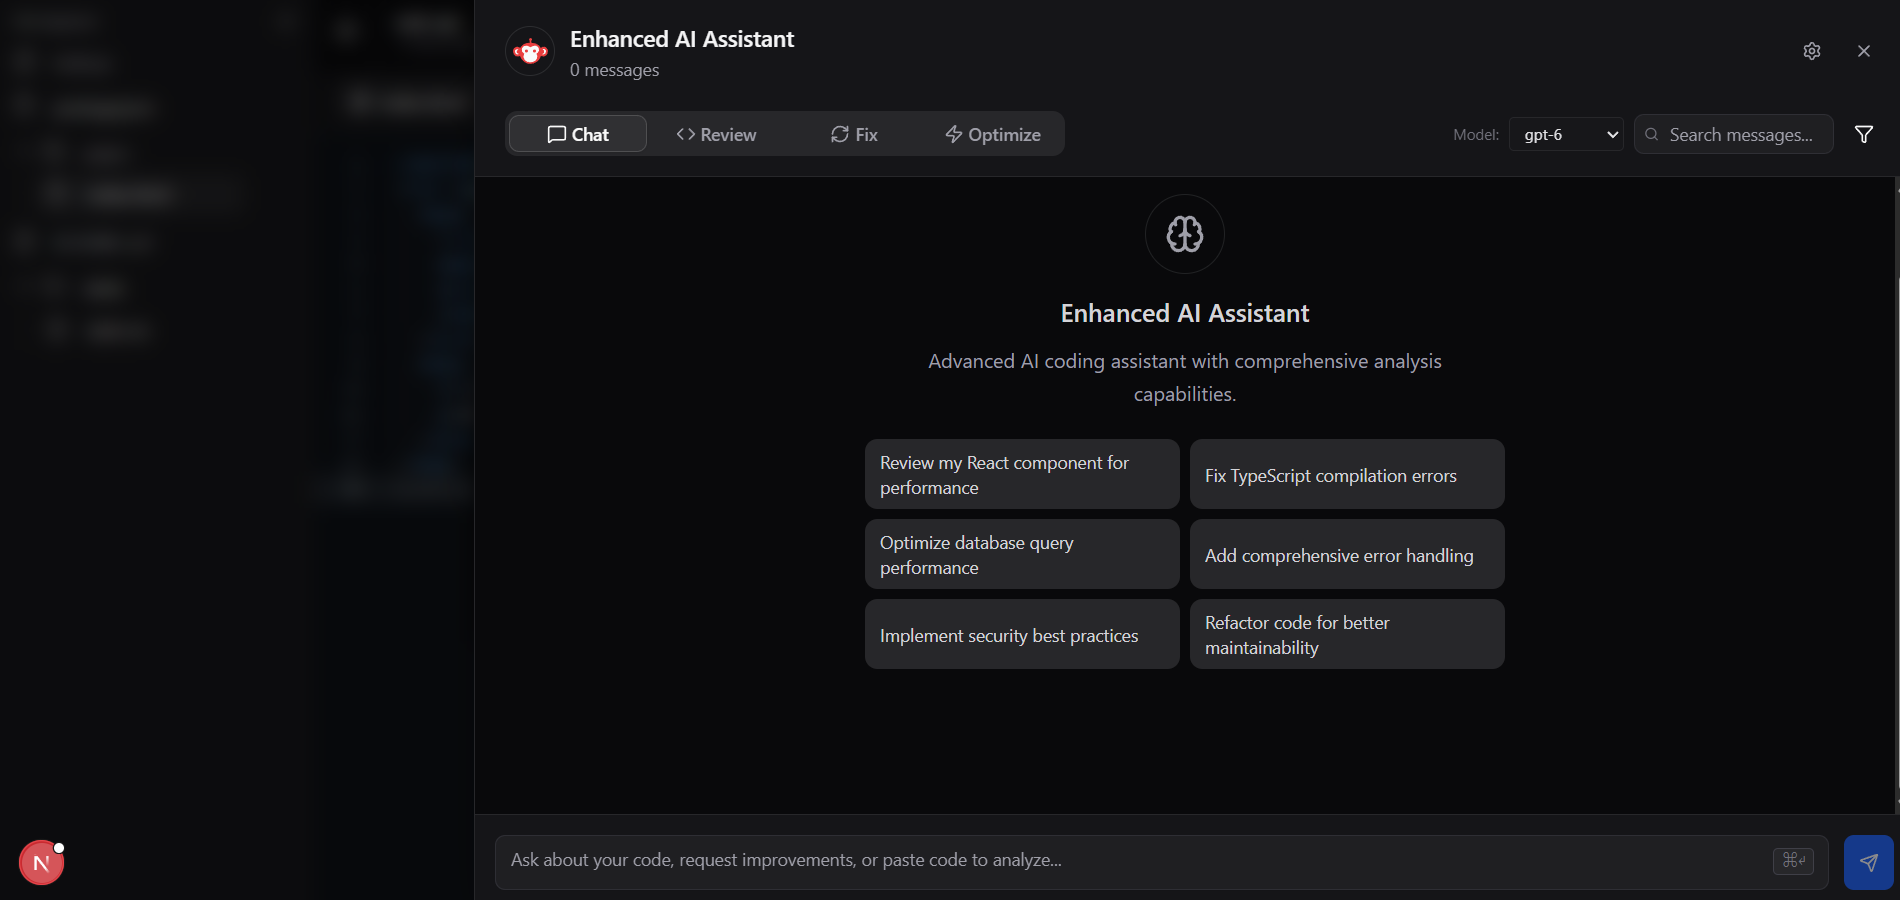 Enhanced AI Assistant
0 messages
Chat
Review
Fix
Optimize
Model:
gpt-6
Search messages...
Enhanced AI Assistant
Advanced AI coding assistant with comprehensive analysis
capabilities.
Review my React component for
performance
Fix TypeScript compilation errors
Optimize database query
performance
Add comprehensive error handling
Implement security best practices
Refactor code for better
maintainability
N
Ask about your code, request improvements, or paste code to analyze...
⌘↵